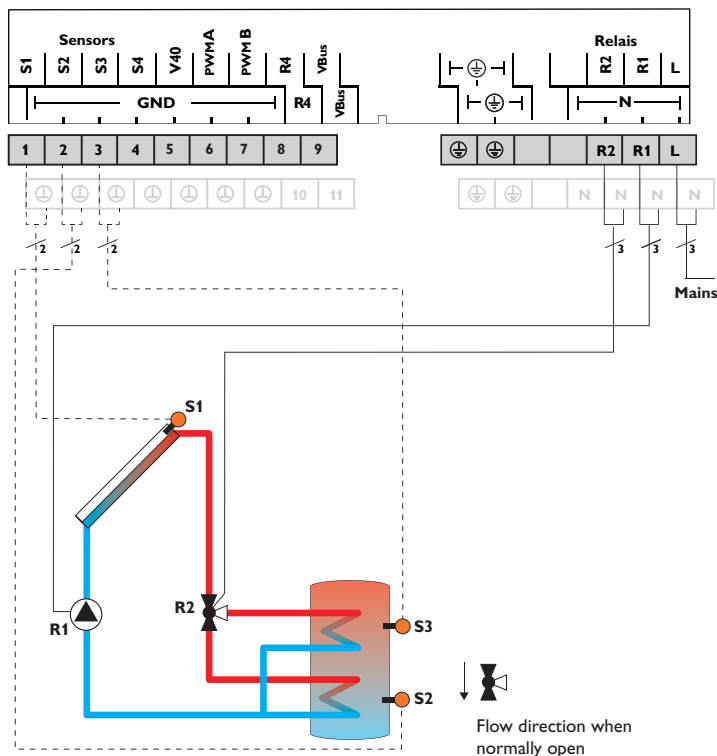 Sensors
Relais
S1 S2 S3 S4 V40 PWMA PWM B R4 VBus
R2 R1 L
GND R4 VBus
N
1 2 3 4 5 6 7 8 9
R2 R1 L
10 11
N N N N
2 2 2
3 3 3
Mains
S1
R2
R1
S3
S2
Flow direction when
normally open